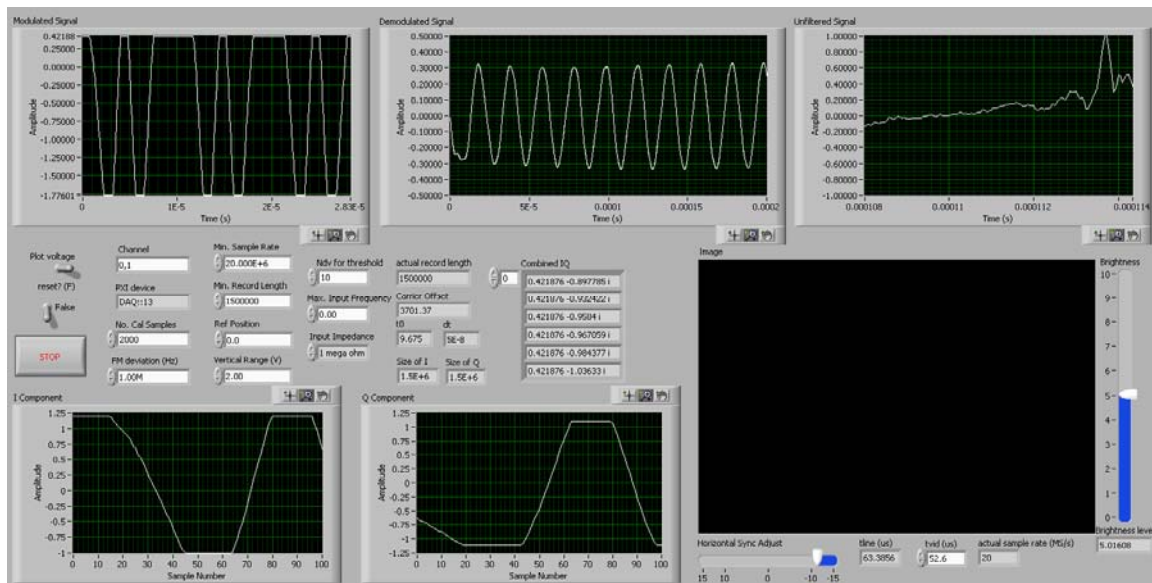 Modulated Signal
0.42188
0.25000
0.00000
-0.25000
-0.50000
-0.75000
-1.00000
-1.25000
-1.50000
-1.77601
Amplitude
0 1E-5 2E-5 2.83E-5
Time (s)
Demodulated Signal
0.50000
0.40000
0.30000
0.20000
0.10000
0.00000
-0.10000
-0.20000
-0.30000
-0.40000
-0.50000
Amplitude
0 5E-5 0.0001 0.00015 0.0002
Time (s)
Unfiltered Signal
1.00000
0.80000
0.60000
0.40000
0.20000
0.00000
-0.20000
-0.40000
-0.60000
-0.80000
-1.00000
Amplitude
0.000108 0.00011 0.000112 0.000114
Time (s)
Plot voltage
reset? (F)
False
STOP
Channel
0,1
PXI device
DAQ::13
No. Cal Samples
2000
FM deviation (Hz)
1.00M
Min. Sample Rate
20.000E+6
Min. Record Length
1500000
Ref Position
0.0
Vertical Range (V)
2.00
Ndv for threshold
10
Max. Input Frequency
0.00
Input Impedance
1 mega ohm
actual record length
1500000
Carrier Offset
3701.37
t0 dt
9.675 5E-8
Size of I Size of Q
1.5E+6 1.5E+6
Combined IQ
0
0.421876 -0.897785 i
0.421876 -0.932422 i
0.421876 -0.9584 i
0.421876 -0.967059 i
0.421876 -0.984377 i
0.421876 -1.03633 i
Image
Brightness
10
9
8
7
6
5
4
3
2
1
0
Brightness level
5.01608
I Component
1.25
1
0.75
0.5
0.25
0
-0.25
-0.5
-0.75
-1
Amplitude
0 10 20 30 40 50 60 70 80 90 100
Sample Number
Q Component
1.25
1
0.75
0.5
0.25
0
-0.25
-0.5
-0.75
-1
-1.25
Amplitude
0 10 20 30 40 50 60 70 80 90 100
Sample Number
Horizontal Sync Adjust
15 10 0 -10 -15
tline (us)
63.3856
tvid (us)
52.6
actual sample rate (MS/s)
20